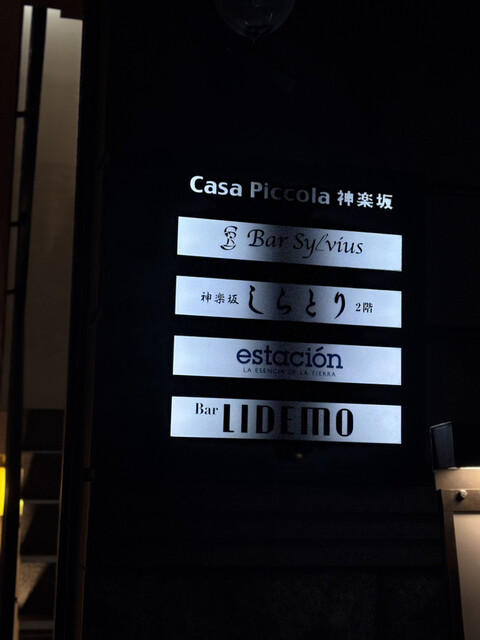 Casa Piccola 神楽坂
Bar Sylvius
神楽坂 しらとり 2階
estación
LA ESENCIA DE LA TIERRA
Bar LIDEMO